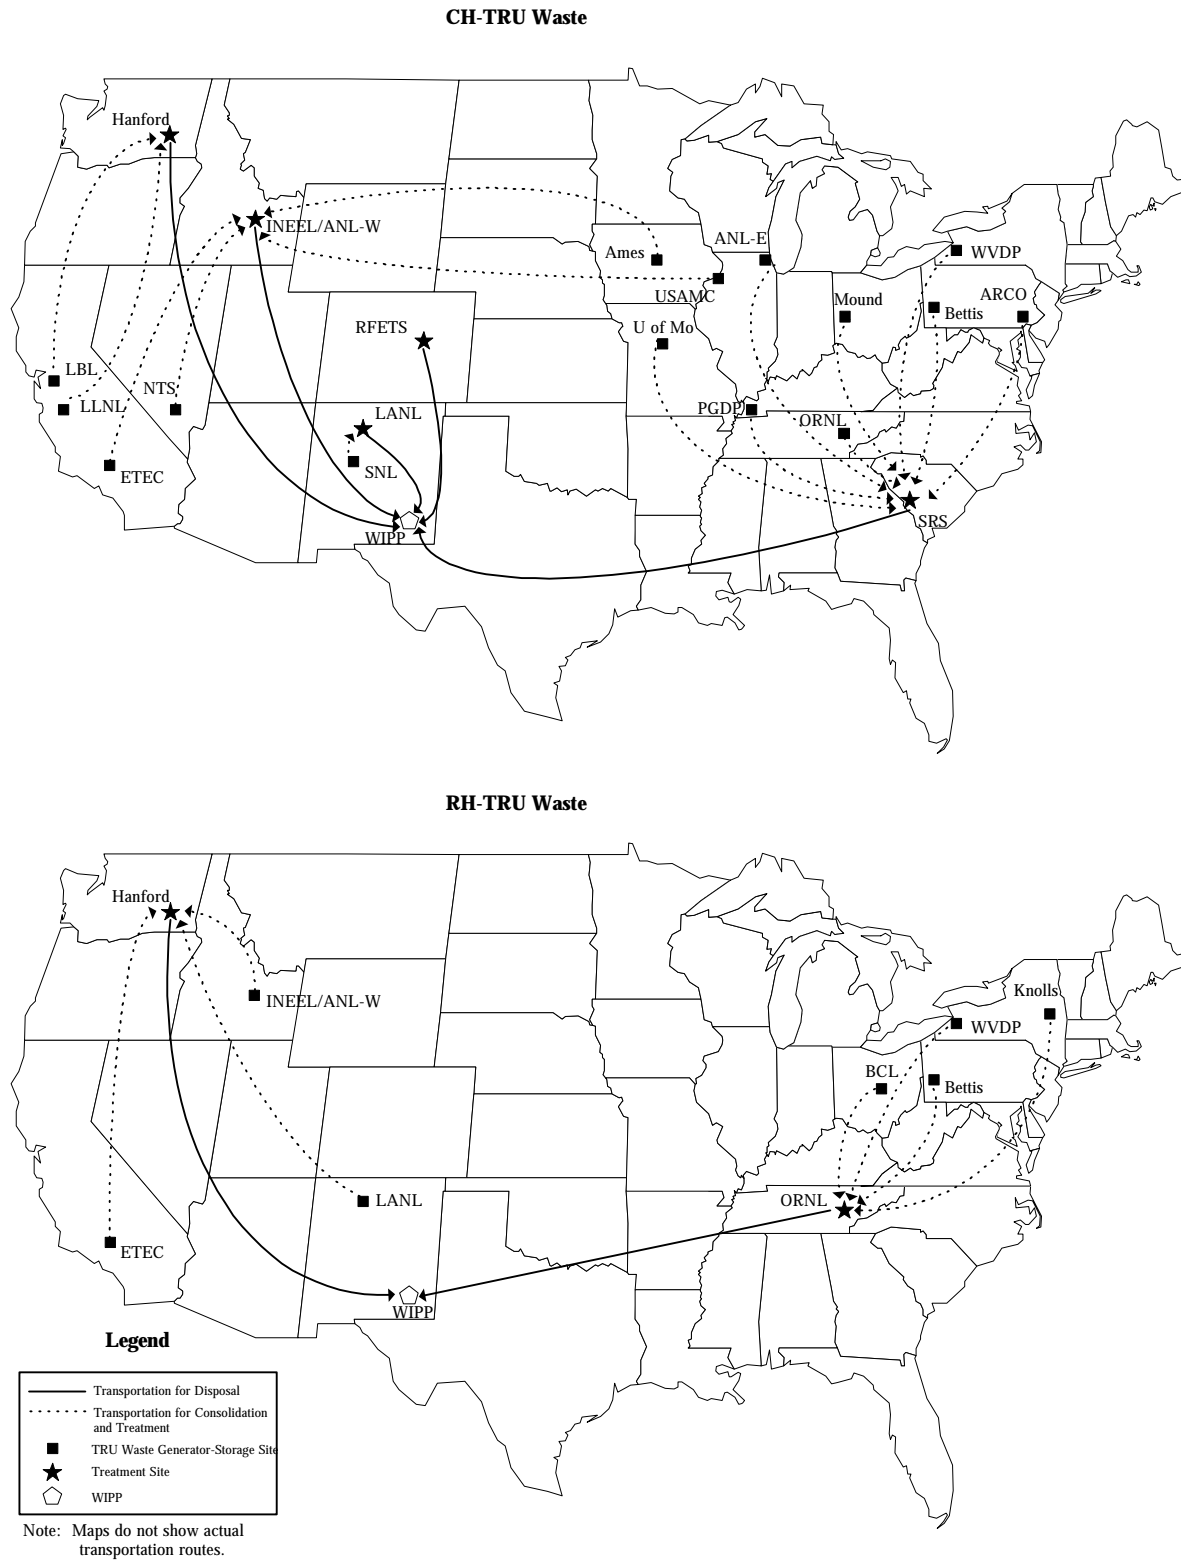 CH-TRU Waste
Hanford
INEEL/ANL-W
Ames
ANL-E
WVDP
USAMC
Mound
Bettis
ARCO
RFETS
U of Mo
LBL
LLNL
NTS
LANL
PGDP
ORNL
ETEC
SNL
WIPP
SRS
RH-TRU Waste
Hanford
INEEL/ANL-W
Knolls
WVDP
BCL
Bettis
LANL
ORNL
ETEC
WIPP
Legend
Transportation for Disposal
Transportation for Consolidation
and Treatment
TRU Waste Generator-Storage Site
Treatment Site
WIPP
Note: Maps do not show actual
transportation routes.